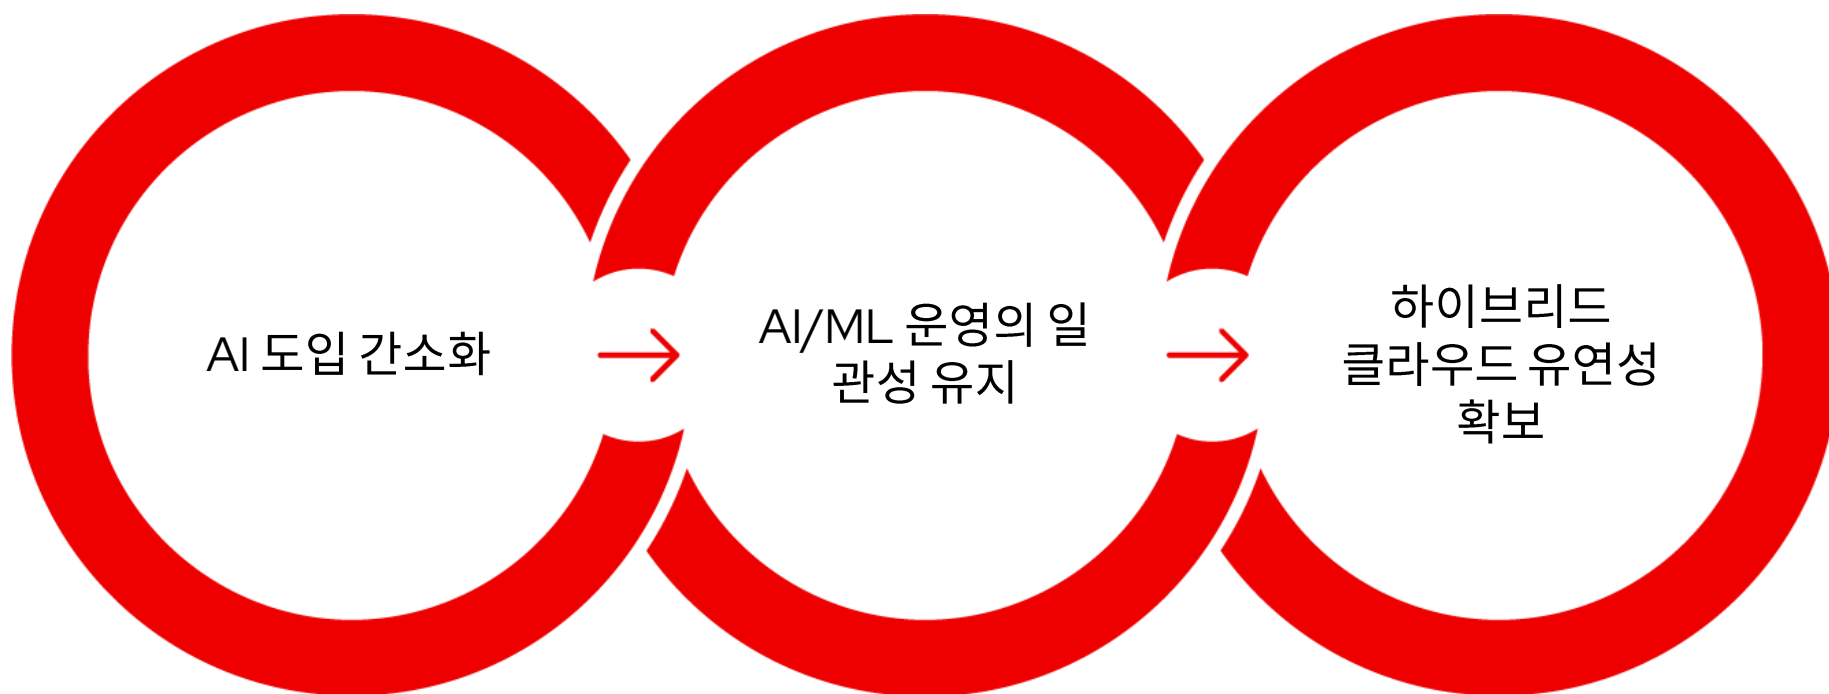 AI 도입 간소화
AI/ML 운영의 일
관성 유지
하이브리드
클라우드 유연성
확보